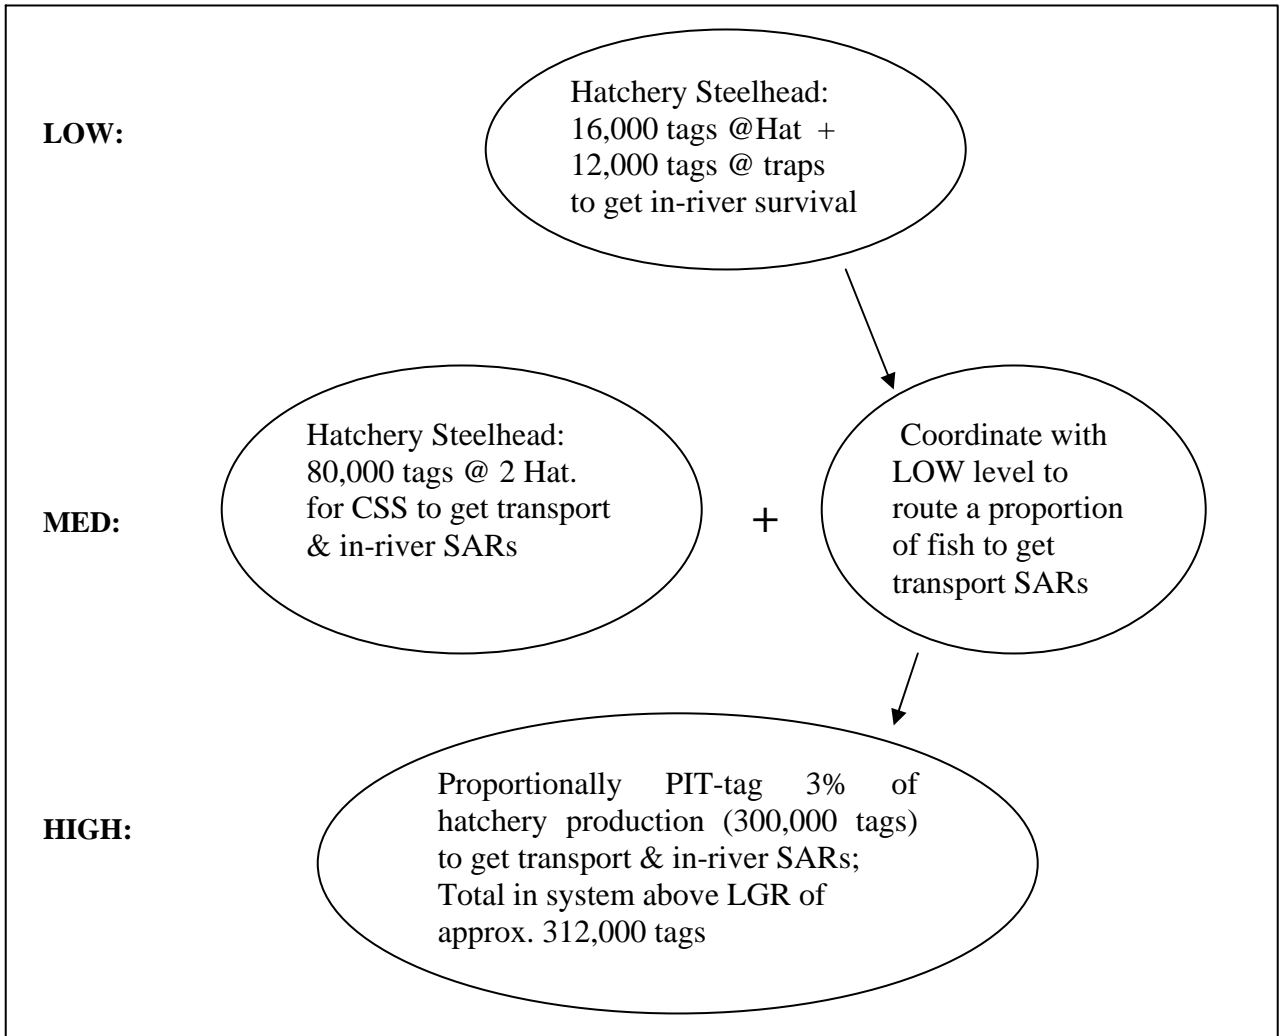 LOW:
Hatchery Steelhead:
16,000 tags @Hat +
12,000 tags @ traps
to get in-river survival
MED:
Hatchery Steelhead:
80,000 tags @ 2 Hat.
for CSS to get transport
& in-river SARs
+
Coordinate with
LOW level to
route a proportion
of fish to get
transport SARs
HIGH:
Proportionally PIT-tag 3% of
hatchery production (300,000 tags)
to get transport & in-river SARs;
Total in system above LGR of
approx. 312,000 tags